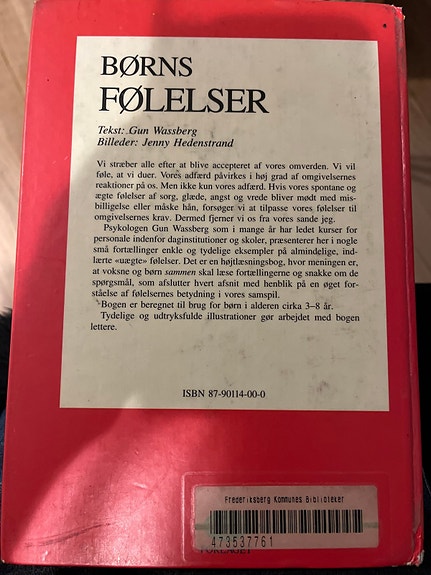 BØRNS
FØLELSER
Tekst: Gun Wassberg
Billeder: Jenny Hedenstrand
Vi stræber alle efter at blive accepteret af vores omverden. Vi vil
føle, at vi duer. Vores adfærd påvirkes i høj grad af omgivelsernes
reaktioner på os. Men ikke kun vores adfærd. Hvis vores spontane og
ægte følelser af sorg, glæde, angst og vrede bliver mødt med mis-
billigelse eller måske hån, forsøger vi at tilpasse vores følelser til
omgivelsernes krav. Dermed fjerner vi os fra vores sande jeg.
Psykologen Gun Wassberg som i mange år har ledet kurser for
personale indenfor daginstitutioner og skoler, præsenterer her i nogle
små fortællinger enkle og tydelige eksempler på almindelige, ind-
lærte «uægte» følelser. Det er en højtlæsningsbog, hvor meningen er,
at voksne og børn sammen skal læse fortællingerne og snakke om de
spørgsmål, som afslutter hvert afsnit med henblik på en øget for-
ståelse af følelsernes betydning i vores samspil.
Bogen er beregnet til brug for børn i alderen cirka 3–8 år.
Tydelige og udtryksfulde illustrationer gør arbejdet med bogen
lettere.
ISBN 87-90114-00-0
Frederiksberg Kommunes Biblioteker
473537761
FORLAGET